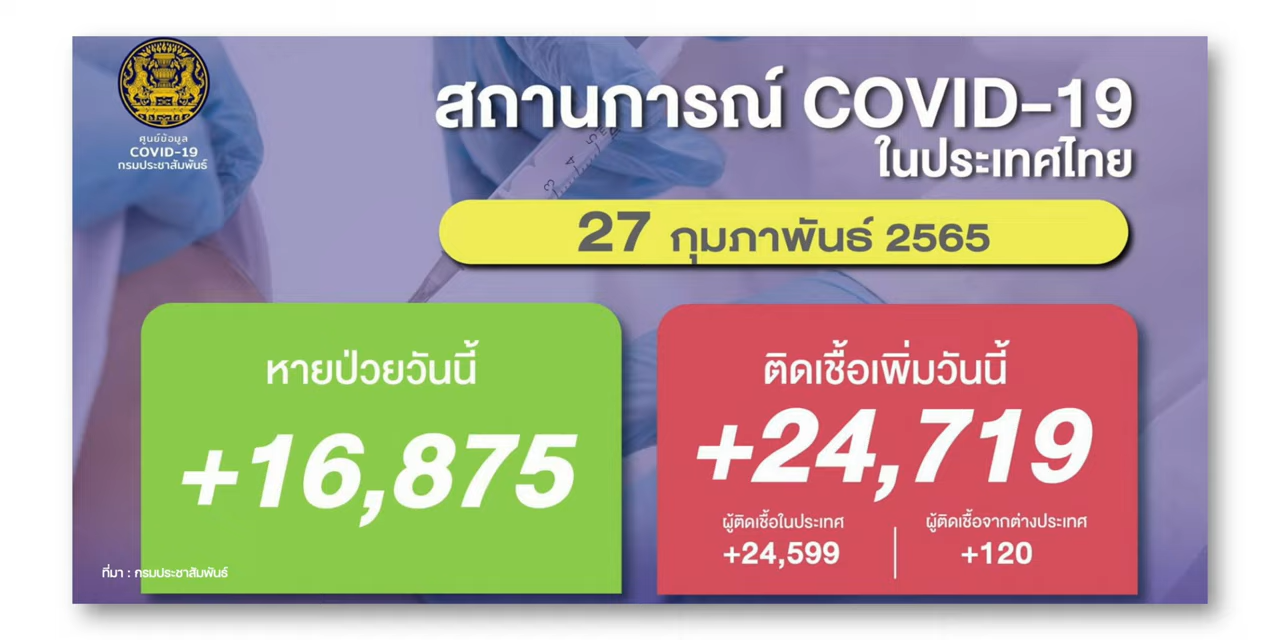 ศูนย์ข้อมูล
COVID-19
กรมประชาสัมพันธ์
สถานการณ์ COVID-19
ในประเทศไทย
27 กุมภาพันธ์ 2565
หายป่วยวันนี้
+16,875
ติดเชื้อเพิ่มวันนี้
+24,719
ผู้ติดเชื้อในประเทศ
+24,599
ผู้ติดเชื้อจากต่างประเทศ
+120
ที่มา : กรมประชาสัมพันธ์